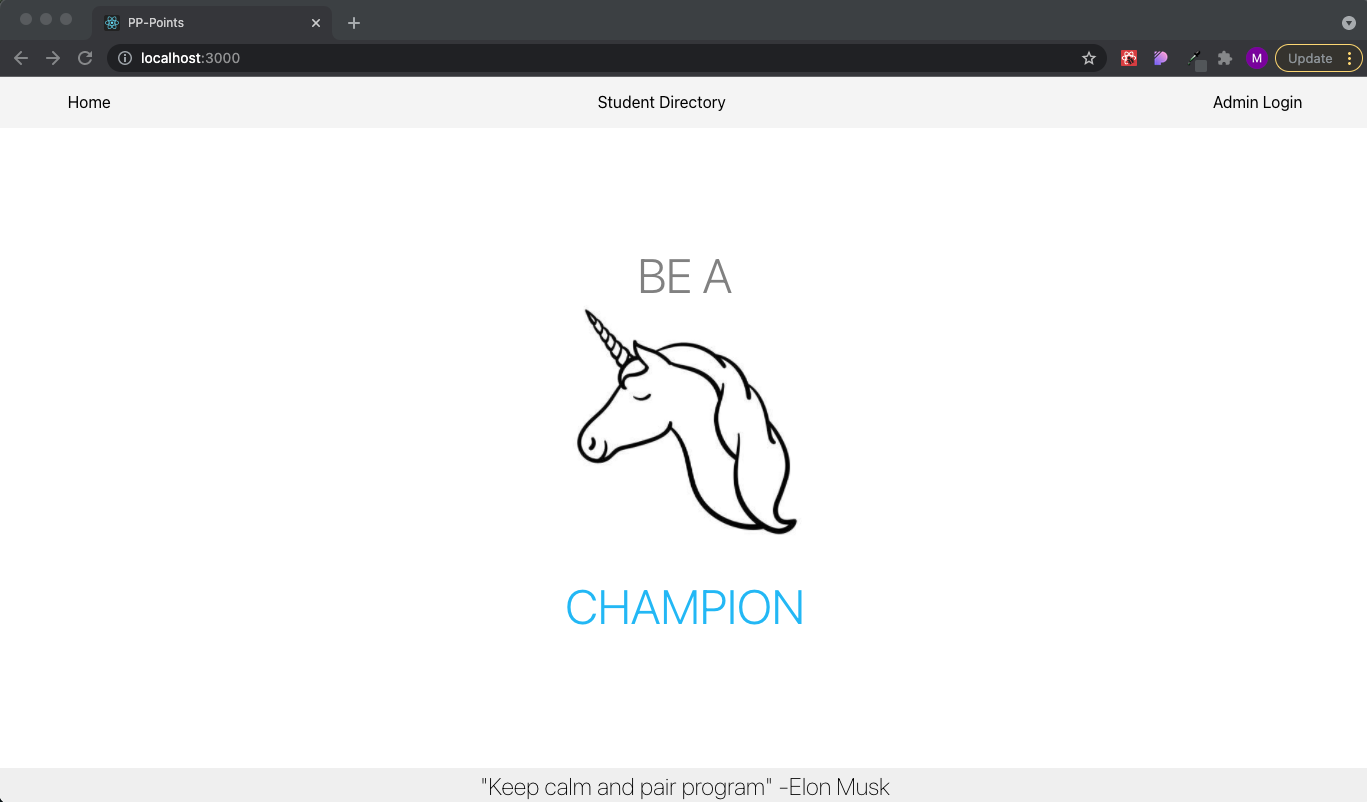 PP-Points
localhost:3000
M
Update
Home
Student Directory
Admin Login
BE A
CHAMPION
"Keep calm and pair program" -Elon Musk